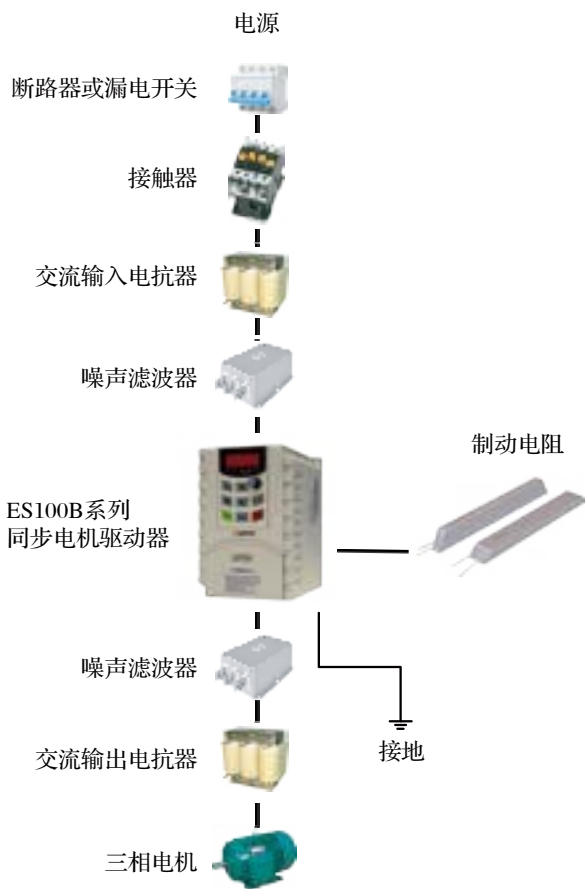 电源
断路器或漏电开关
接触器
交流输入电抗器
噪声滤波器
制动电阻
ES100B系列
同步电机驱动器
噪声滤波器
接地
交流输出电抗器
三相电机